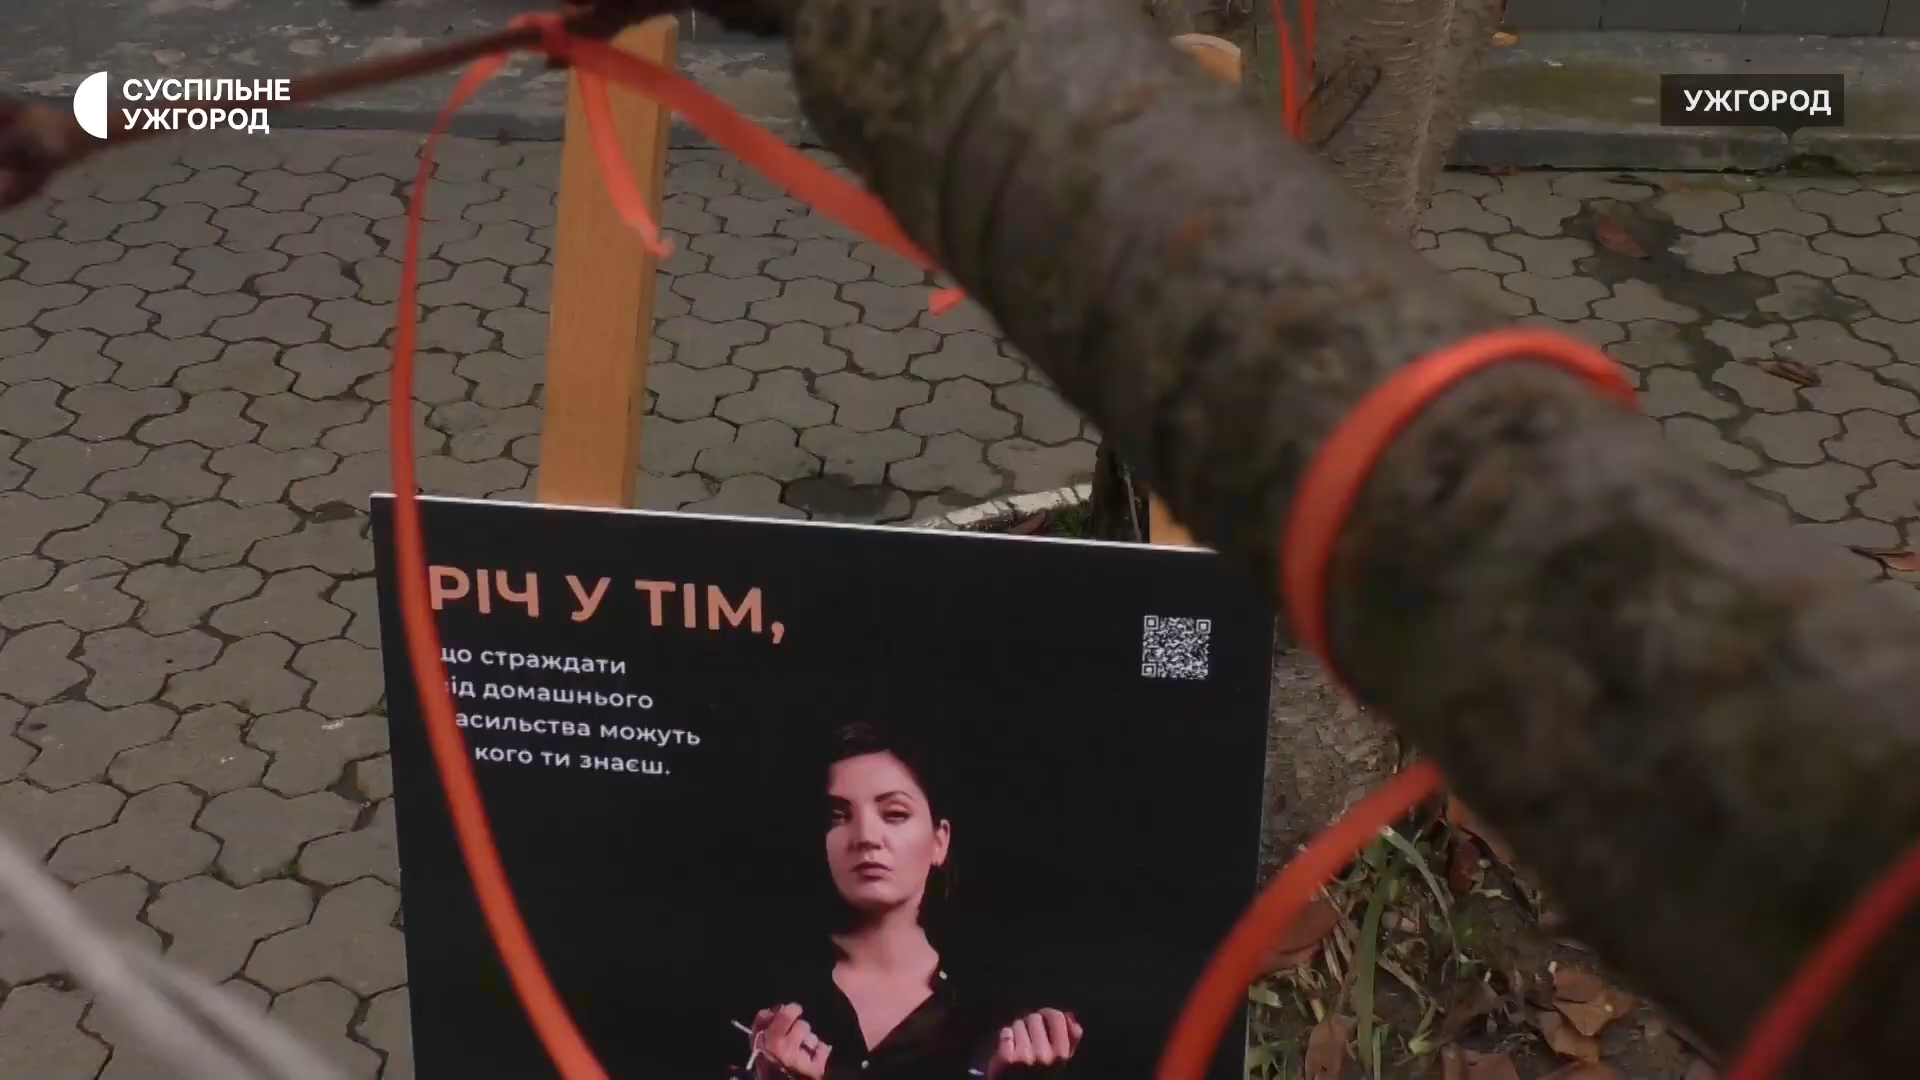 СУСПІЛЬНЕ
УЖГОРОД
УЖГОРОД
РІЧ У ТІМ,
що страждати
від домашнього
насильства можуть
кого ти знаєш.